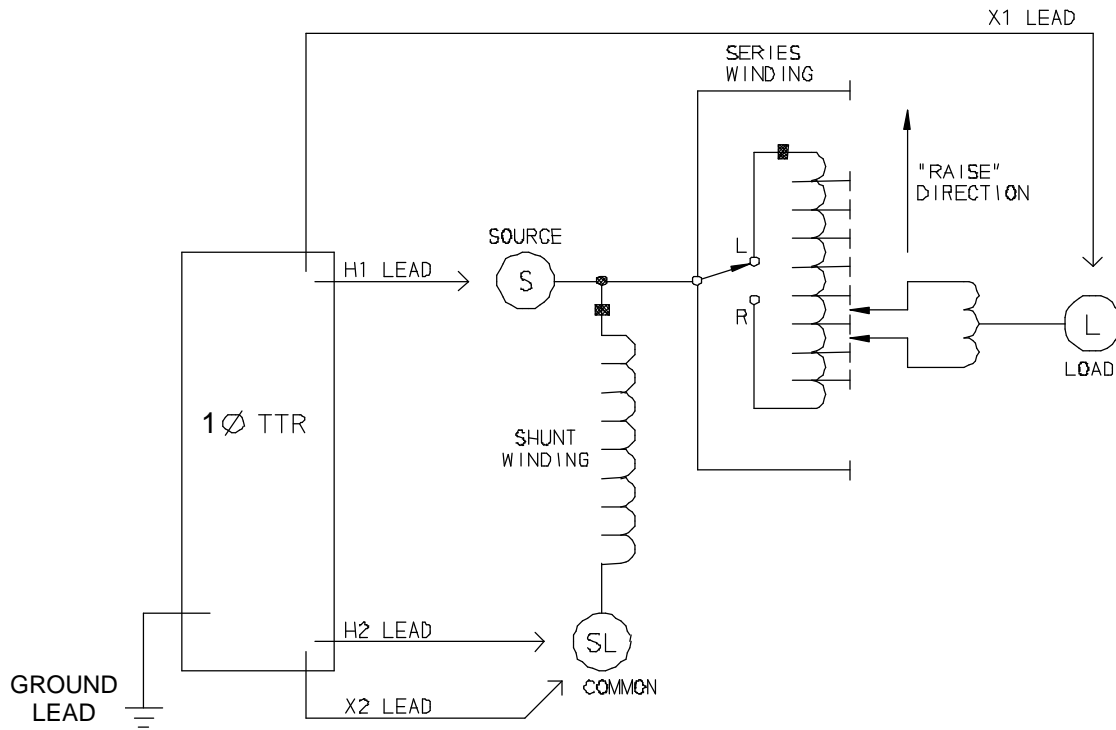 X1 LEAD
SERIES
WINDING
"RAISE"
DIRECTION
SOURCE
H1 LEAD
S
L
R
L
LOAD
1Ø TTR
SHUNT
WINDING
H2 LEAD
SL
COMMON
GROUND
LEAD
X2 LEAD